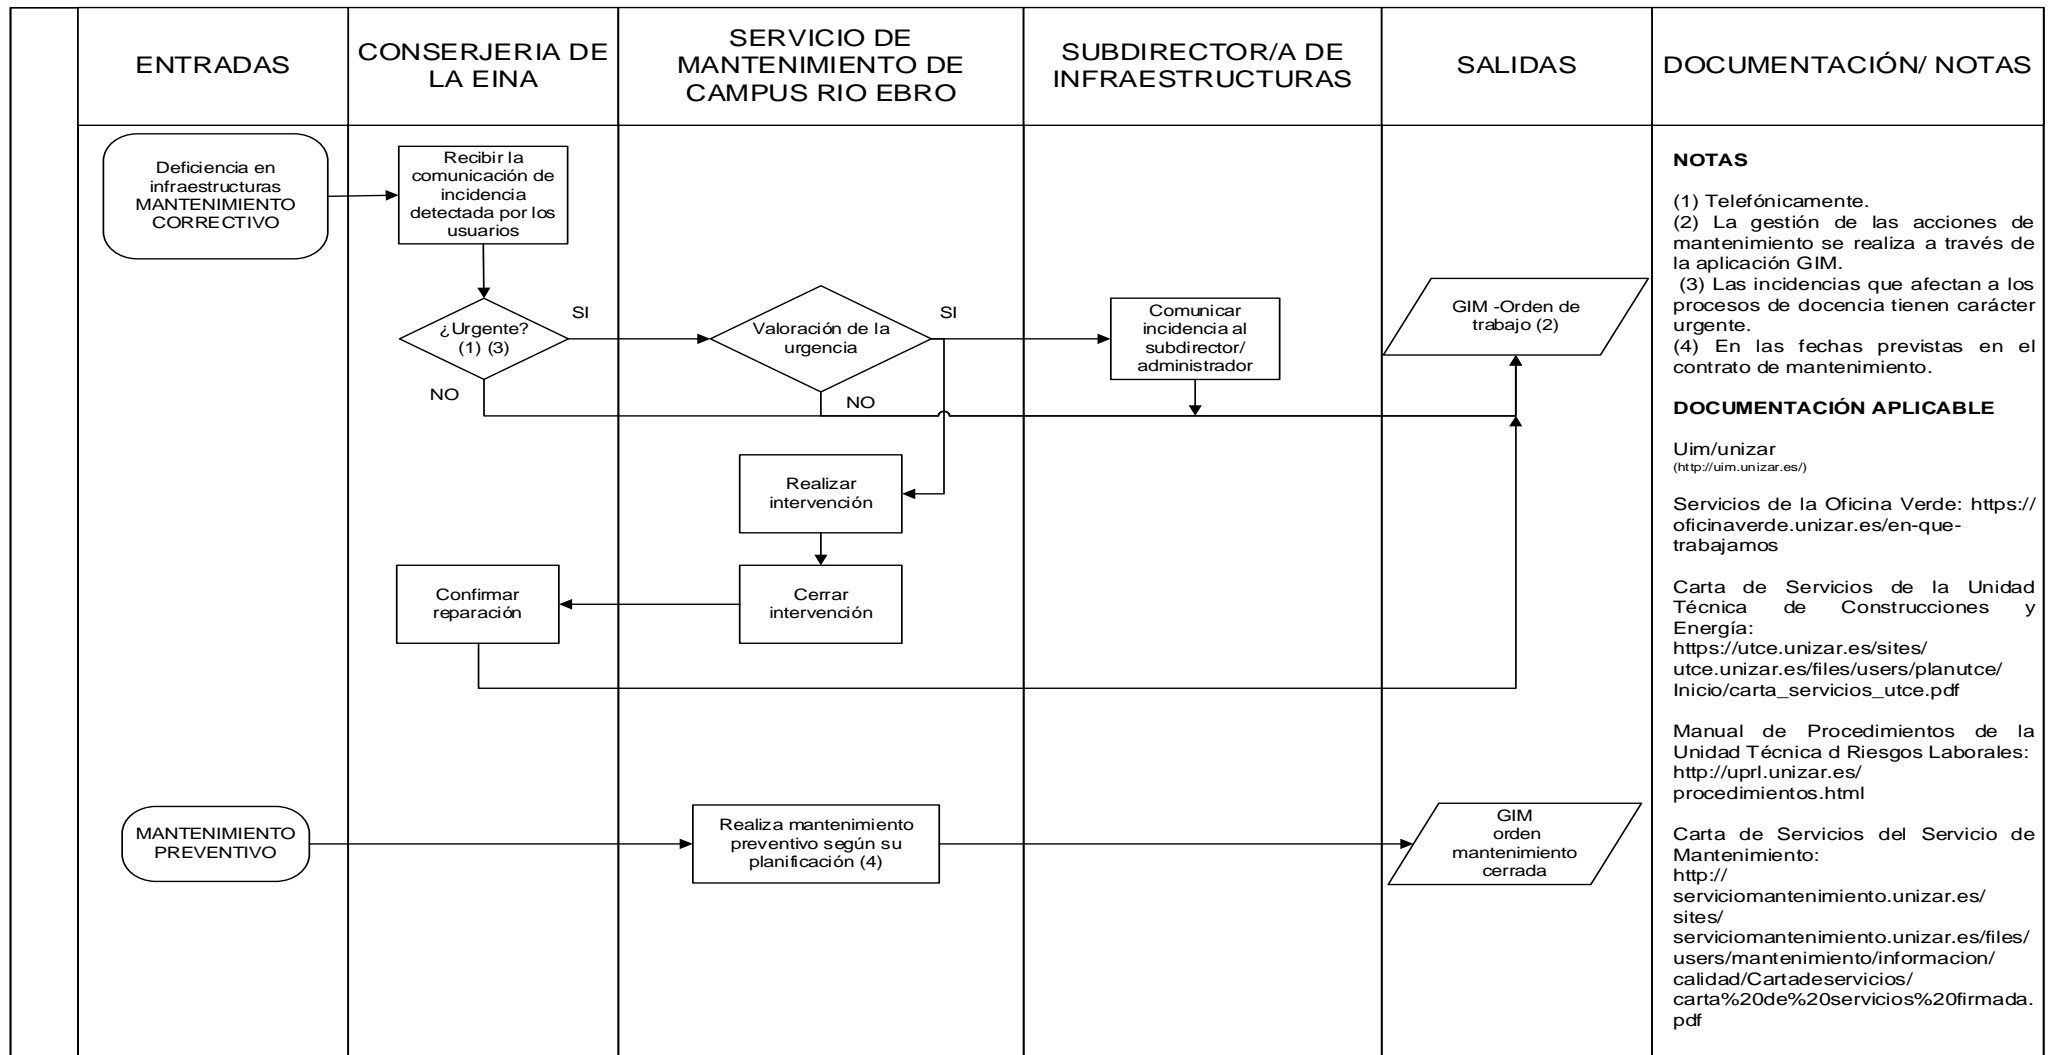 ENTRADAS
CONSERJERIA DE
LA EINA
SERVICIO DE
MANTENIMIENTO DE
CAMPUS RIO EBRO
SUBDIRECTOR/A DE
INFRAESTRUCTURAS
SALIDAS
DOCUMENTACIÓN/ NOTAS
Deficiencia en
infraestructuras
MANTENIMIENTO
CORRECTIVO
Recibir la
comunicación de
incidencia
detectada por los
usuarios
¿Urgente?
(1) (3)
SI
NO
Valoración de la
urgencia
SI
NO
Comunicar
incidencia al
subdirector/
administrador
GIM -Orden de
trabajo (2)
Realizar
intervención
Cerrar
intervención
Confirmar
reparación
MANTENIMIENTO
PREVENTIVO
Realiza mantenimiento
preventivo según su
planificación (4)
GIM
orden
mantenimiento
cerrada
NOTAS
(1) Telefónicamente.
(2) La gestión de las acciones de
mantenimiento se realiza a través de
la aplicación GIM.
(3) Las incidencias que afectan a los
procesos de docencia tienen carácter
urgente.
(4) En las fechas previstas en el
contrato de mantenimiento.
DOCUMENTACIÓN APLICABLE
Uim/unizar
(http://uim.unizar.es/)
Servicios de la Oficina Verde: https://
oficinaverde.unizar.es/en-que-
trabajamos
Carta de Servicios de la Unidad
Técnica de Construcciones y
Energía:
https://utce.unizar.es/sites/
utce.unizar.es/files/users/planutce/
Inicio/carta_servicios_utce.pdf
Manual de Procedimientos de la
Unidad Técnica d Riesgos Laborales:
http://uprl.unizar.es/
procedimientos.html
Carta de Servicios del Servicio de
Mantenimiento:
http://
serviciomantenimiento.unizar.es/
sites/
serviciomantenimiento.unizar.es/files/
users/mantenimiento/informacion/
calidad/Cartadeservicios/
carta%20de%20servicios%20firmada.
pdf